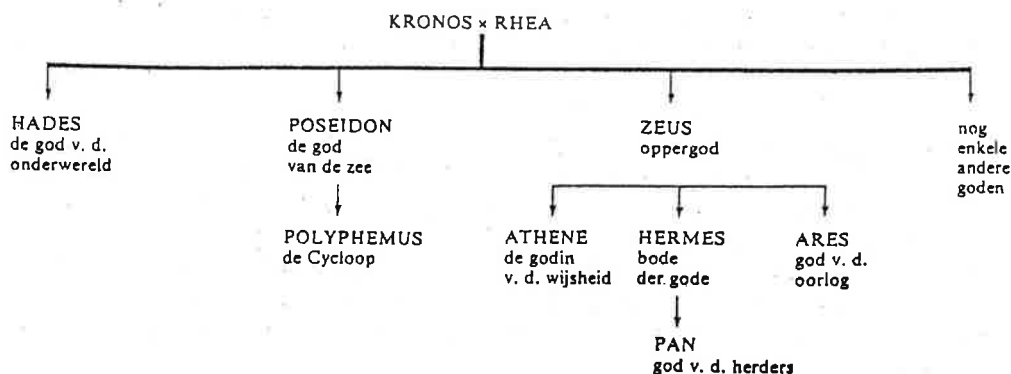 KRONOS × RHEA
HADES
de god v. d.
onderwereld
POSEIDON
de god
van de zee
ZEUS
oppergod
nog
enkele
andere
goden
POLYPHEMUS
de Cycloop
ATHENE
de godin
v. d. wijsheid
HERMES
bode
der gode
ARES
god v. d.
oorlog
PAN
god v. d. herders